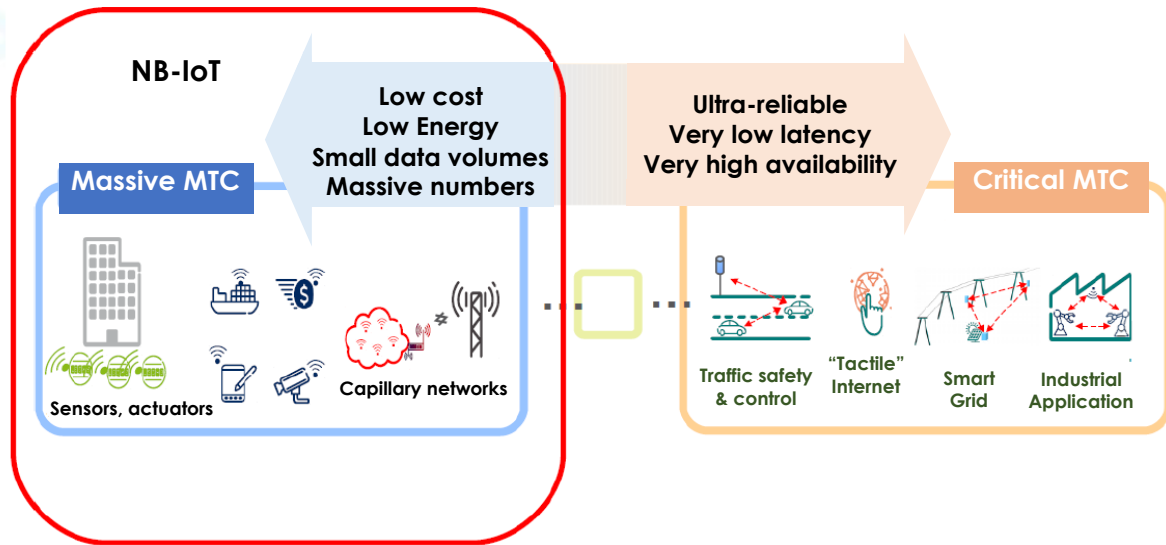 NB-IoT
Low cost
Low Energy
Small data volumes
Massive numbers
Ultra-reliable
Very low latency
Very high availability
Massive MTC
Critical MTC
$
Sensors, actuators
Capillary networks
Traffic safety
& control
“Tactile”
Internet
Smart
Grid
Industrial
Application